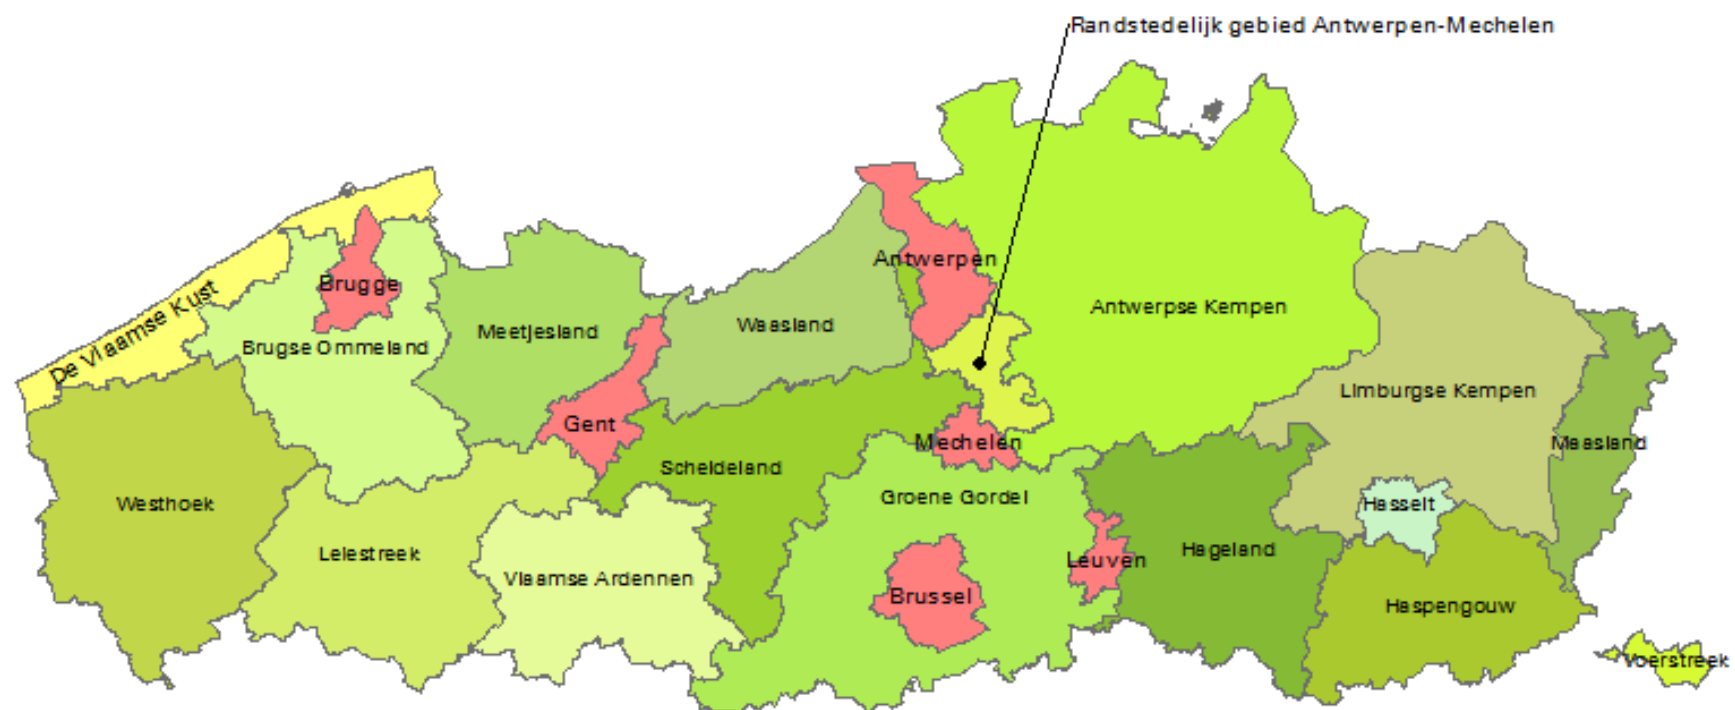 Randstedelijk gebied Antwerpen-Mechelen
Antwerpen
Brugge
De Vlaamse Kust
Antwerpse Kempen
Waasland
Meetjesland
Brugse Ommeland
Limburgse Kempen
Gent
Mechelen
Maasland
Scheldeland
Groene Gordel
Westhoek
Hasselt
Leiestreek
Hageland
Leuven
Vlaamse Ardennen
Brussel
Haspengouw
Voerstreek